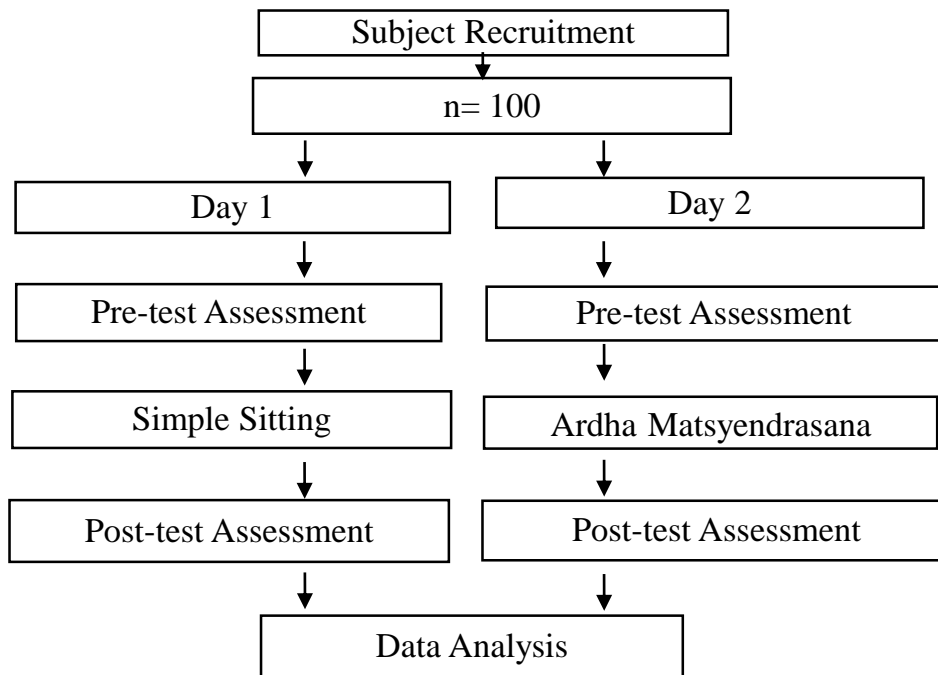 Subject Recruitment
n= 100
Day 1
Day 2
Pre-test Assessment
Pre-test Assessment
Simple Sitting
Ardha Matsyendrasana
Post-test Assessment
Post-test Assessment
Data Analysis